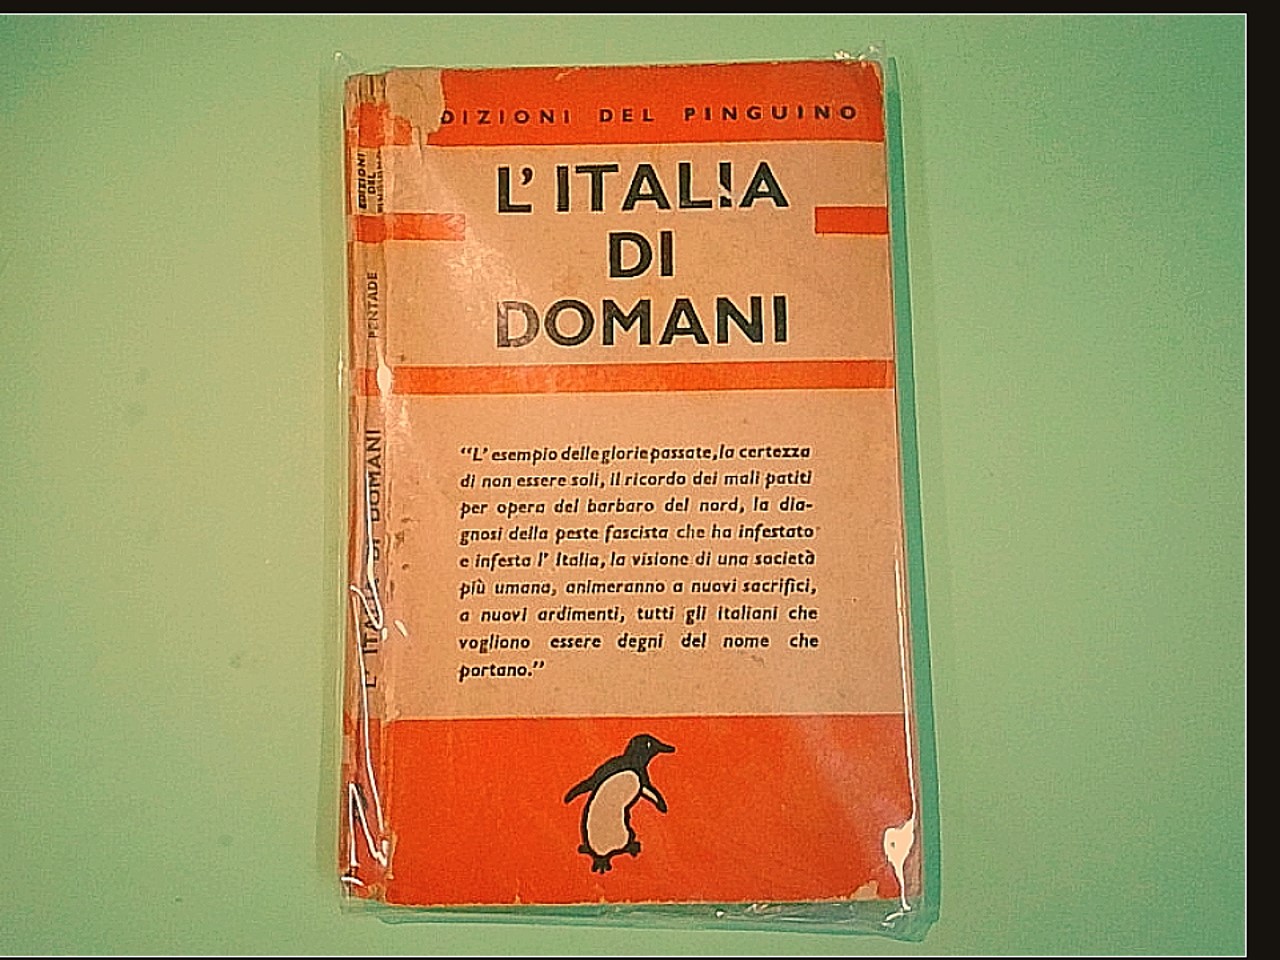 DIZIONI DEL PINGUINO
L'ITALIA
DI
DOMANI
"L' esempio delle glorie passate, la certezza
di non essere soli, il ricordo dei mali patiti
per opera del barbaro del nord, la dia-
gnosi della peste fascista che ha infestato
e infesta l' Italia, la visione di una società
più umana, animeranno a nuovi sacrifici,
a nuovi ardimenti, tutti gli italiani che
vogliono essere degni del nome che
portano."
EDIZIONI
DEL
PENTADE
L' ITALIA DI DOMANI